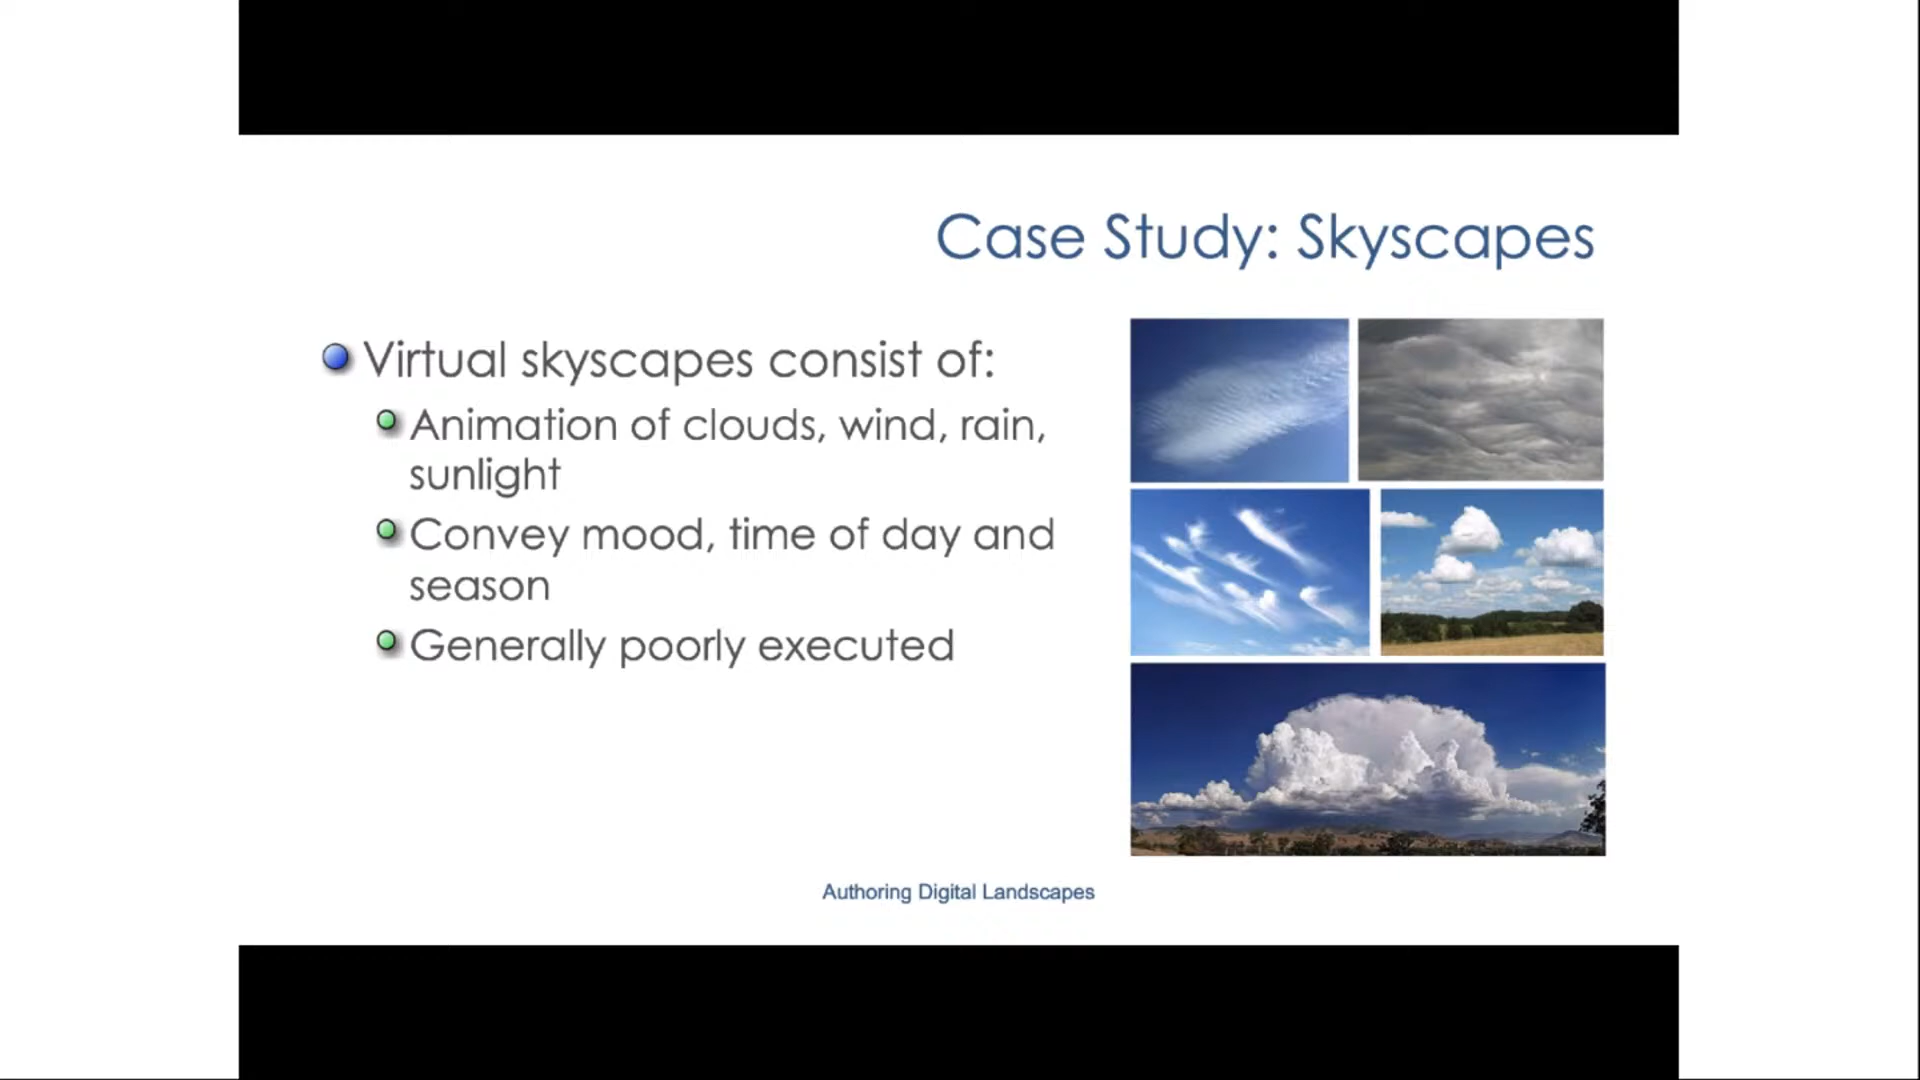 Case Study: Skyscapes
Virtual skyscapes consist of:
Animation of clouds, wind, rain,
sunlight
Convey mood, time of day and
season
Generally poorly executed
Authoring Digital Landscapes